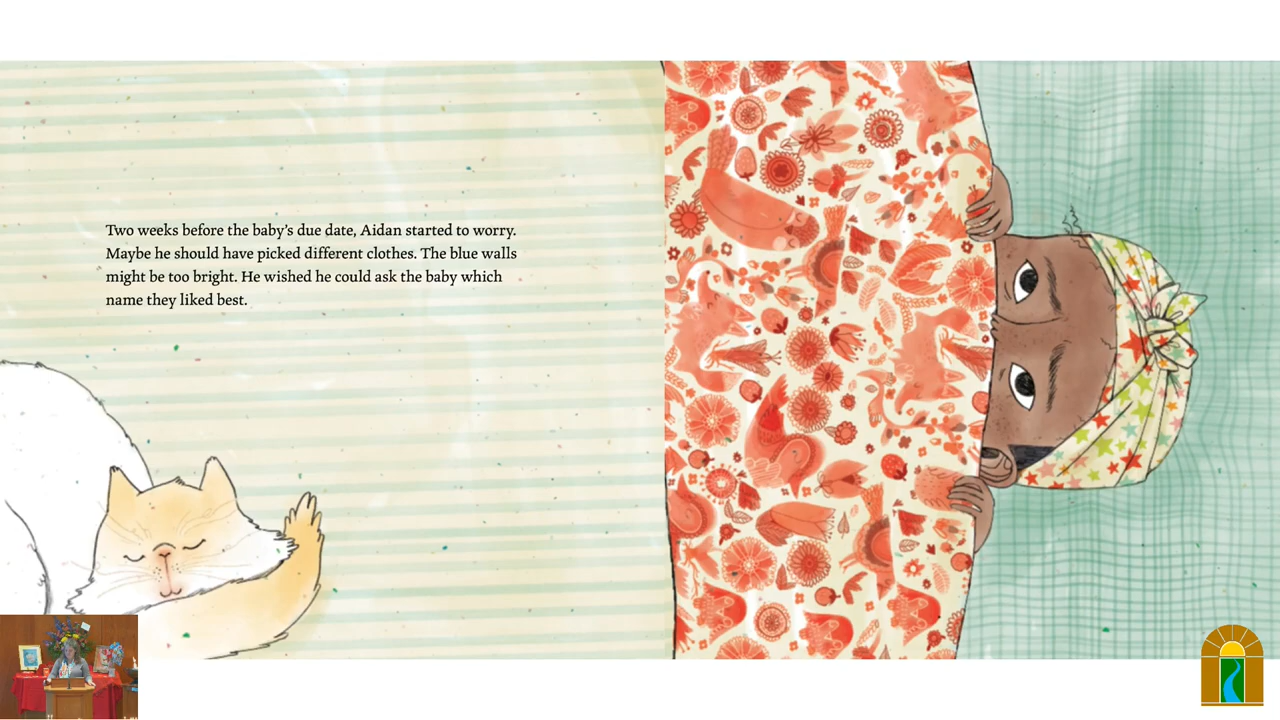 Two weeks before the baby’s due date, Aidan started to worry.
Maybe he should have picked different clothes. The blue walls
might be too bright. He wished he could ask the baby which
name they liked best.